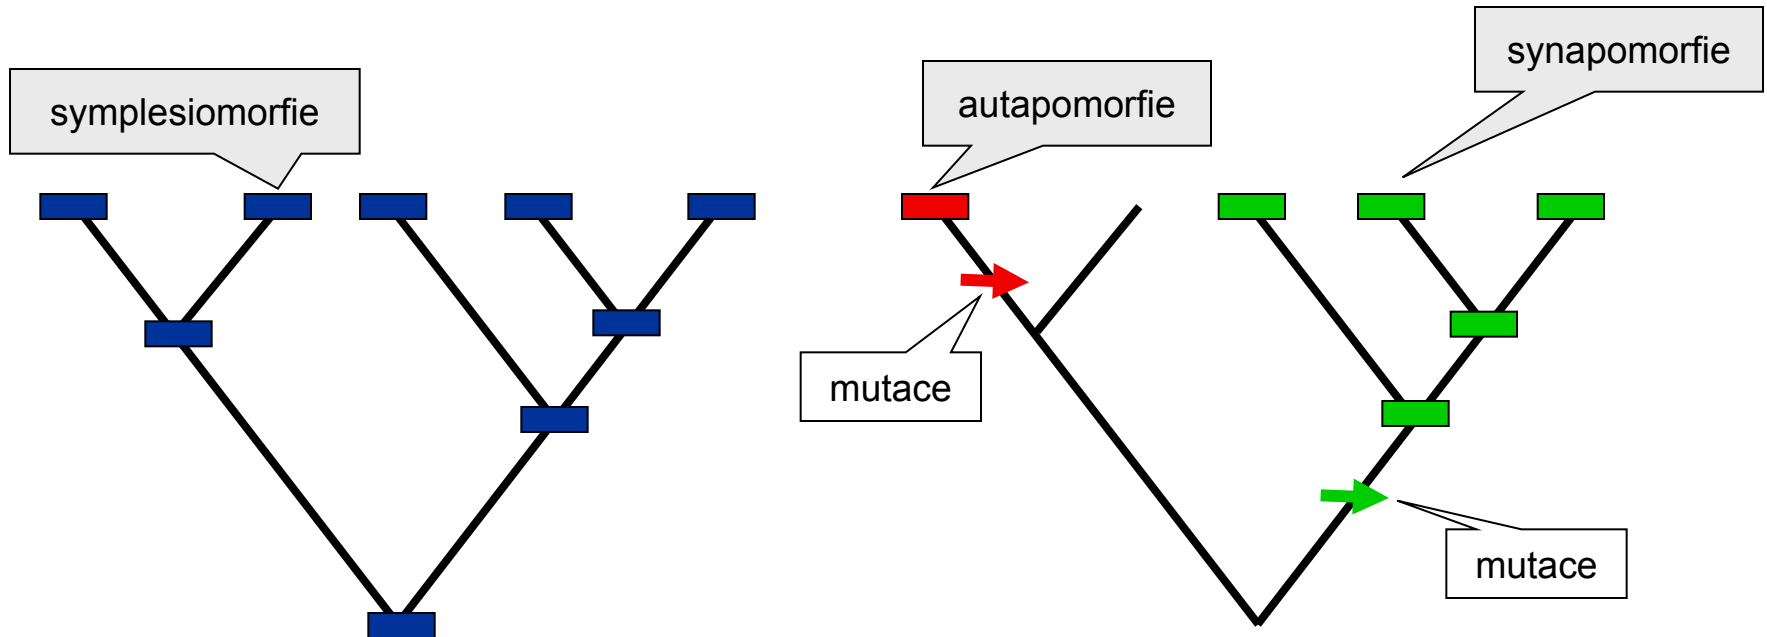 symplesiomorfie
autapomorfie
synapomorfie
mutace
mutace